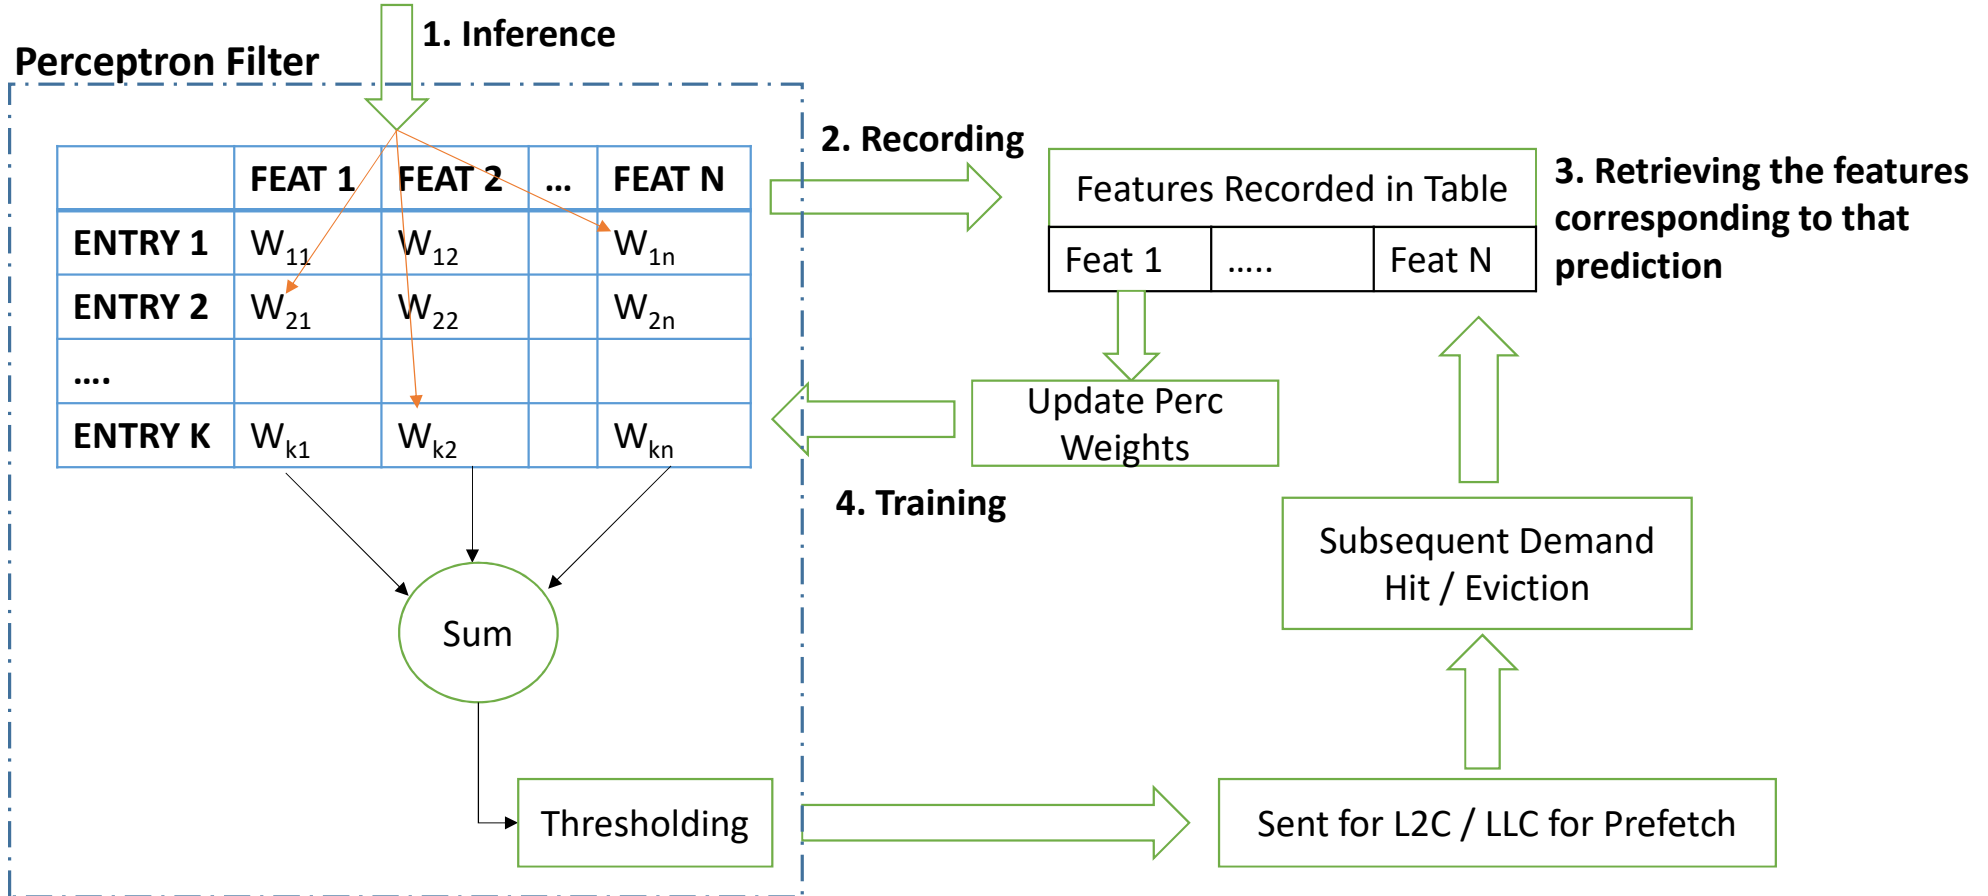 1. Inference
Perceptron Filter
2. Recording
FEAT 1 FEAT 2 ... FEAT N
ENTRY 1 W11 W12 W1n
ENTRY 2 W21 W22 W2n
....
ENTRY K Wk1 Wk2 Wkn
Features Recorded in Table
Feat 1 ..... Feat N
3. Retrieving the features
corresponding to that
prediction
Update Perc
Weights
4. Training
Subsequent Demand
Hit / Eviction
Sum
Thresholding
Sent for L2C / LLC for Prefetch